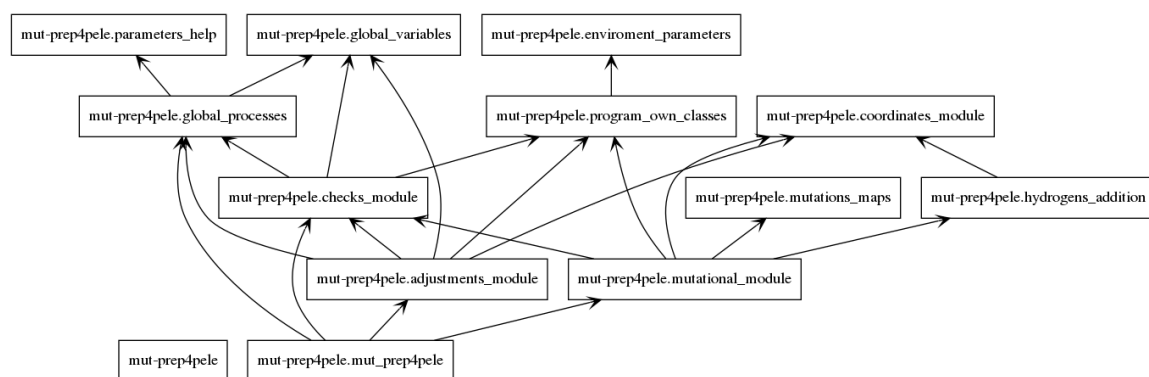 mut-prep4pele.parameters_help
mut-prep4pele.global_variables
mut-prep4pele.enviroment_parameters
mut-prep4pele.global_processes
mut-prep4pele.program_own_classes
mut-prep4pele.coordinates_module
mut-prep4pele.checks_module
mut-prep4pele.mutations_maps
mut-prep4pele.hydrogens_addition
mut-prep4pele.adjustments_module
mut-prep4pele.mutational_module
mut-prep4pele
mut-prep4pele.mut_prep4pele